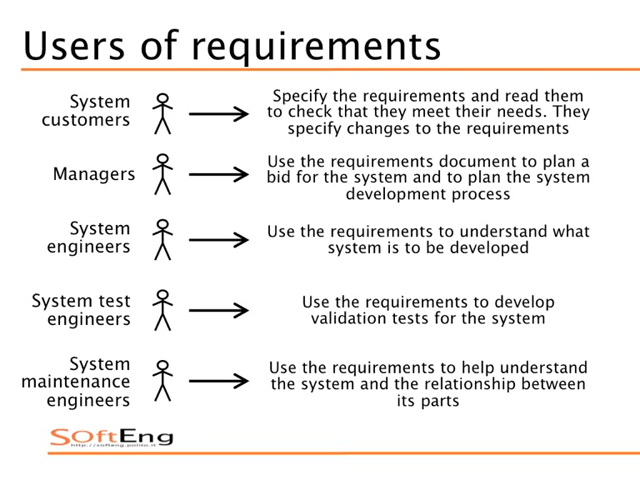 Users of requirements
System
customers
Specify the requirements and read them
to check that they meet their needs. They
specify changes to the requirements
Managers
Use the requirements document to plan a
bid for the system and to plan the system
development process
System
engineers
Use the requirements to understand what
system is to be developed
System test
engineers
Use the requirements to develop
validation tests for the system
System
maintenance
engineers
Use the requirements to help understand
the system and the relationship between
its parts
SOftEng
http://softeng.polito.it